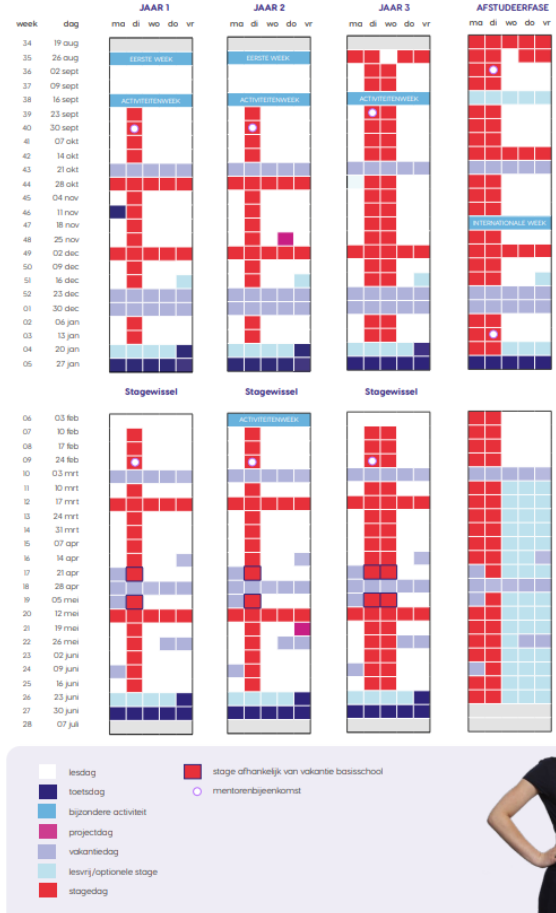 JAAR 1 JAAR 2 JAAR 3 AFSTUDEERFASE
week dag ma di wo do vr ma di wo do vr ma di wo do vr ma di wo do vr
34 19 aug
35 26 aug EERSTE WEEK EERSTE WEEK
36 02 sept
37 09 sept
38 16 sept ACTIVITEITENWEEK ACTIVITEITENWEEK ACTIVITEITENWEEK
39 23 sept
40 30 sept
41 07 okt
42 14 okt
43 21 okt
44 28 okt
45 04 nov
46 11 nov
47 18 nov INTERNATIONALE WEEK
48 25 nov
49 02 dec
50 09 dec
51 16 dec
52 23 dec
01 30 dec
02 06 jan
03 13 jan
04 20 jan
05 27 jan
Stagewissel Stagewissel Stagewissel
06 03 feb ACTIVITEITENWEEK
07 10 feb
08 17 feb
09 24 feb
10 03 mrt
11 10 mrt
12 17 mrt
13 24 mrt
14 31 mrt
15 07 apr
16 14 apr
17 21 apr
18 28 apr
19 05 mei
20 12 mei
21 19 mei
22 26 mei
23 02 juni
24 09 juni
25 16 juni
26 23 juni
27 30 juni
28 07 juli
lesdag stage afhankelijk van vakantie basisschool
toetsdag mentorenbijeenkomst
bijzondere activiteit
projectdag
vakantiedag
lesvrij/optionele stage
stagedag